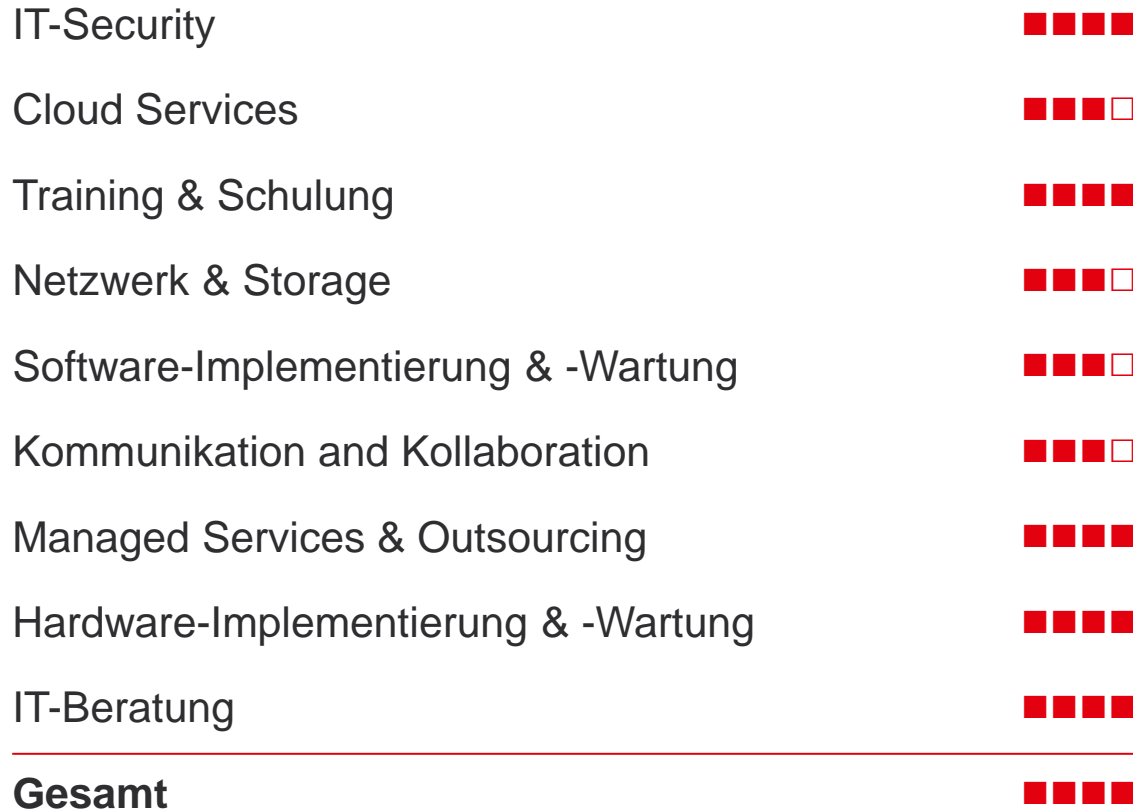 IT-Security ■■■■
Cloud Services ■■■□
Training & Schulung ■■■■
Netzwerk & Storage ■■■□
Software-Implementierung & -Wartung ■■■□
Kommunikation and Kollaboration ■■■□
Managed Services & Outsourcing ■■■■
Hardware-Implementierung & -Wartung ■■■■
IT-Beratung ■■■■
Gesamt ■■■■